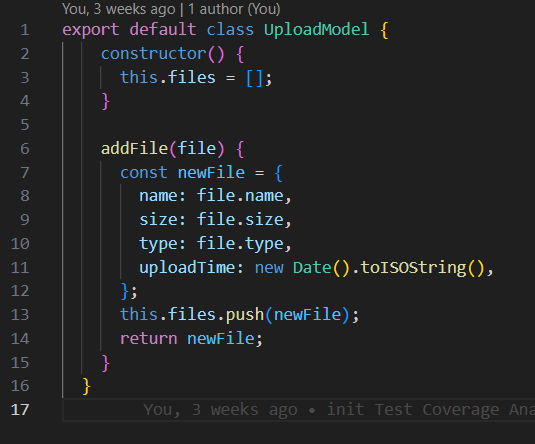 You, 3 weeks ago | 1 author (You)
1 export default class UploadModel {
2 constructor() {
3 this.files = [];
4 }
5
6 addFile(file) {
7 const newFile = {
8 name: file.name,
9 size: file.size,
10 type: file.type,
11 uploadTime: new Date().toISOString(),
12 };
13 this.files.push(newFile);
14 return newFile;
15 }
16 }
17 You, 3 weeks ago • init Test Coverage Ana